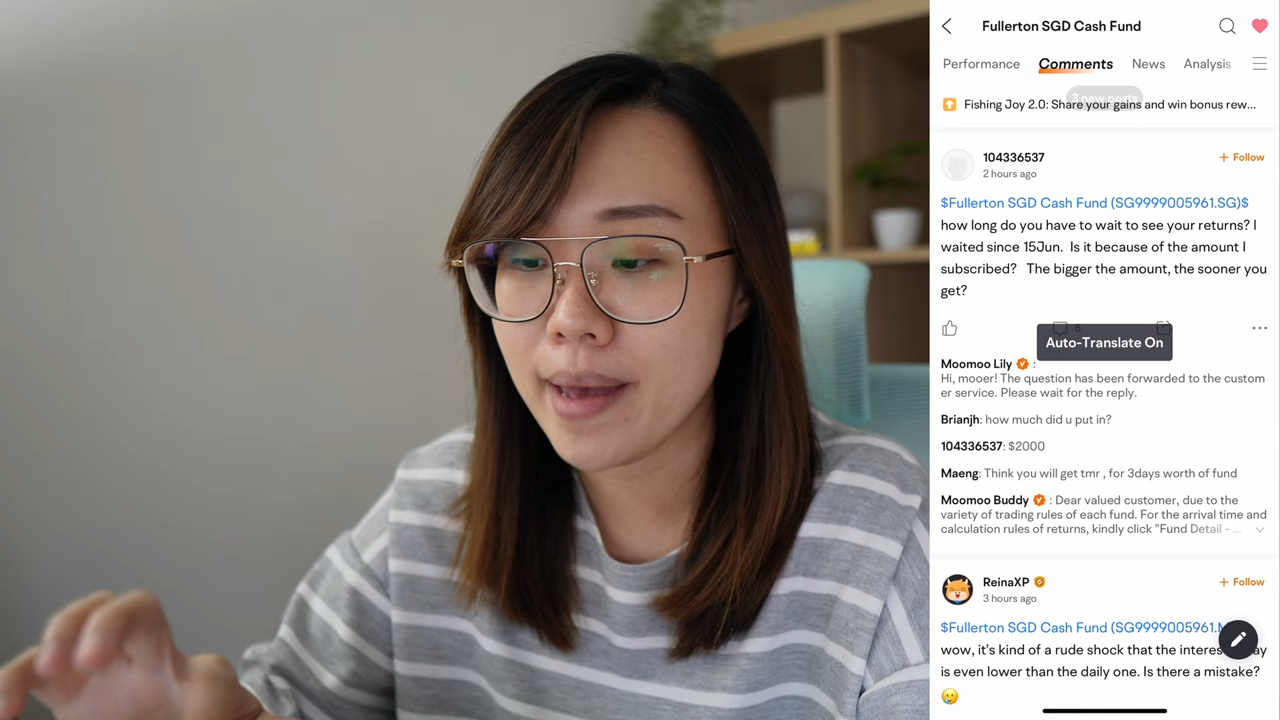 Fullerton SGD Cash Fund
Performance Comments News Analysis
3 new posts
Fishing Joy 2.0: Share your gains and win bonus rew...
104336537
+ Follow
2 hours ago
$Fullerton SGD Cash Fund (SG9999005961.SG)$
how long do you have to wait to see your returns? I
waited since 15Jun. Is it because of the amount I
subscribed? The bigger the amount, the sooner you
get?
5
Auto-Translate On
Moomoo Lily :
Hi, mooer! The question has been forwarded to the custom
er service. Please wait for the reply.
Brianjh: how much did u put in?
104336537: $2000
Maeng: Think you will get tmr , for 3days worth of fund
Moomoo Buddy : Dear valued customer, due to the
variety of trading rules of each fund. For the arrival time and
calculation rules of returns, kindly click "Fund Detail - ...
ReinaXP
+ Follow
3 hours ago
$Fullerton SGD Cash Fund (SG9999005961.
wow, it's kind of a rude shock that the
is even lower than the daily one. Is there a mistake?
🥲